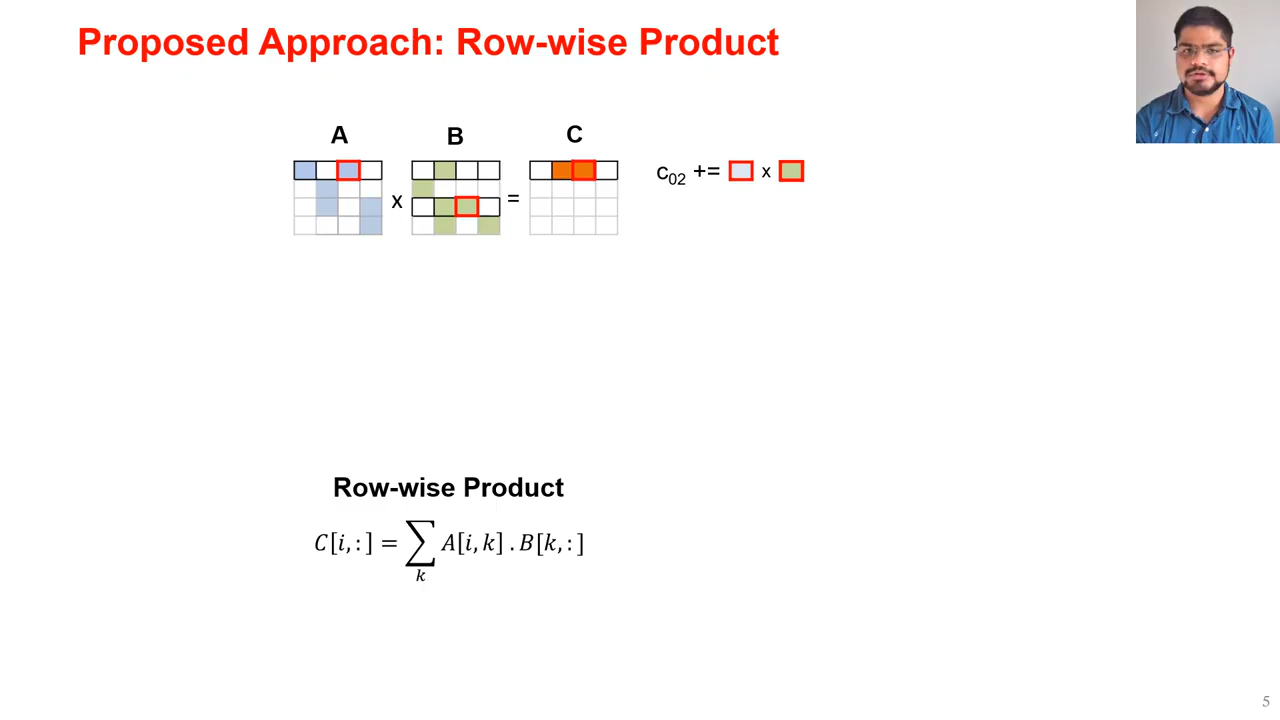 Proposed Approach: Row-wise Product
A B C
x =
c02 += x
Row-wise Product
C[i,:] = ∑ A[i,k] . B[k,:]
k
5